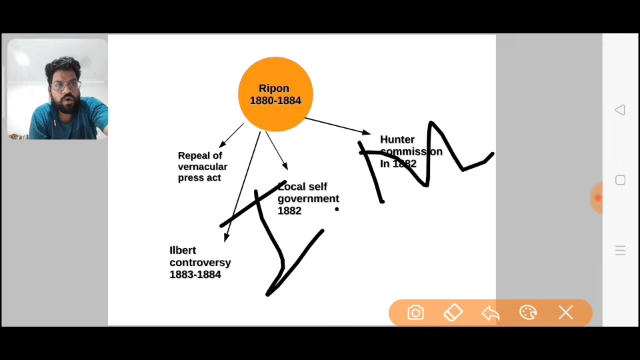 Ripon
1880-1884
Hunter
commission
In 1882
Repeal of
vernacular
press act
Local self
government
1882
Ilbert
controversy
1883-1884